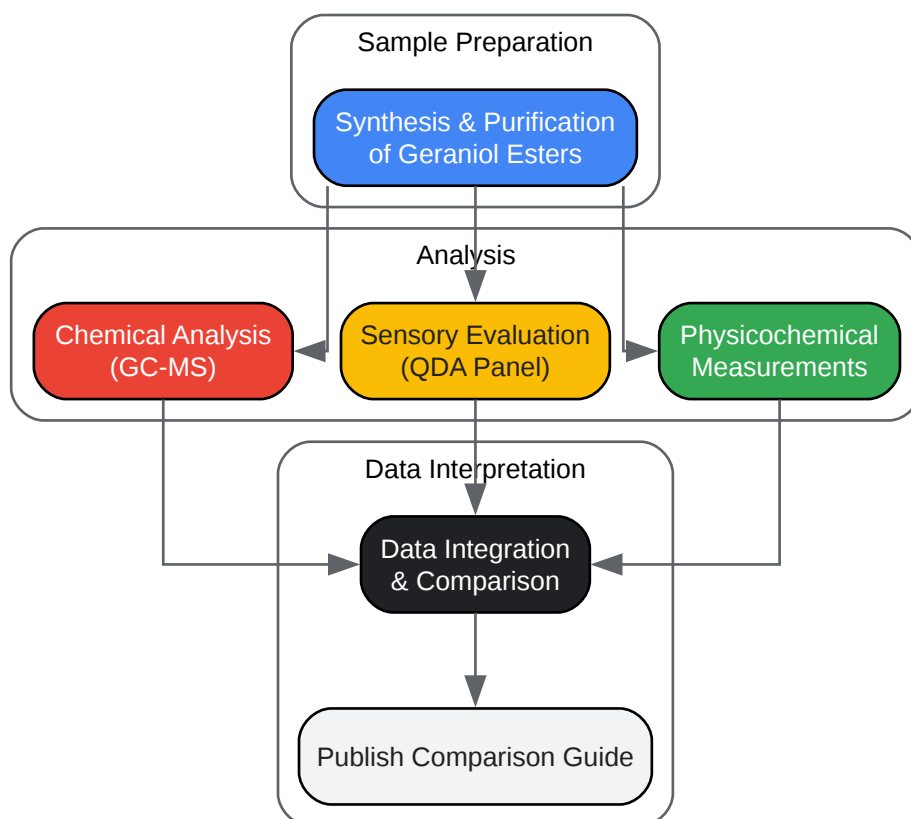 Sample Preparation
Synthesis & Purification
of Geraniol Esters
Analysis
Chemical Analysis
(GC-MS)
Sensory Evaluation
(QDA Panel)
Physicochemical
Measurements
Data Interpretation
Data Integration
& Comparison
Publish Comparison Guide